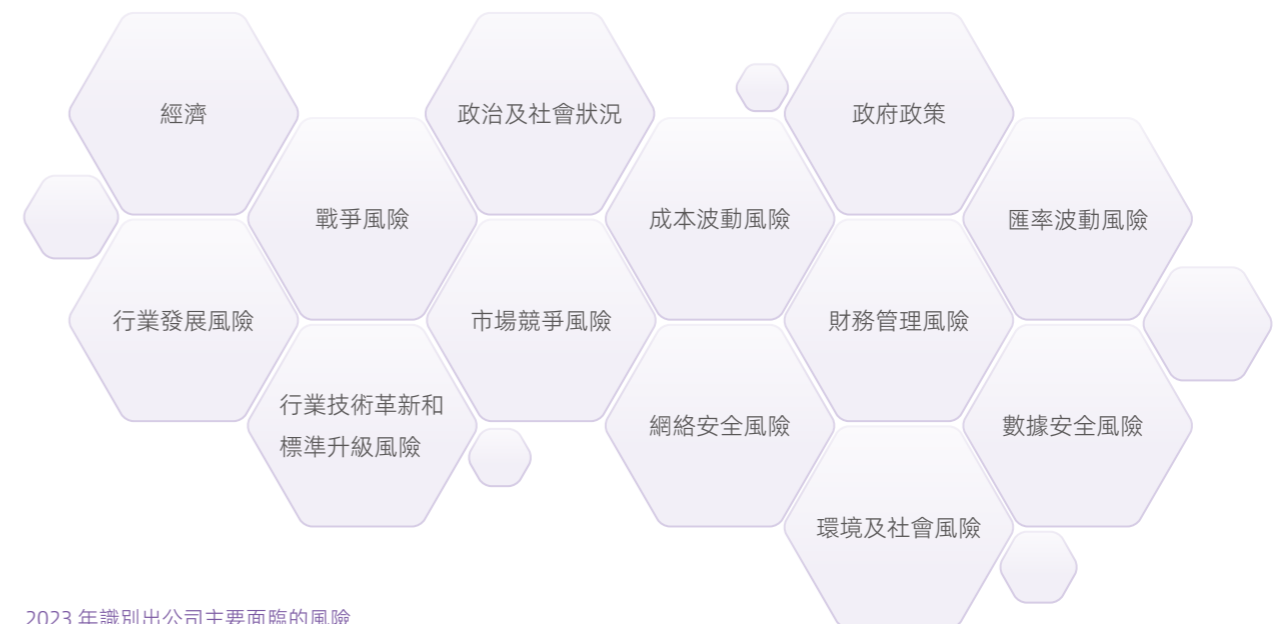 經濟
政治及社會狀況
政府政策
戰爭風險
成本波動風險
匯率波動風險
行業發展風險
市場競爭風險
財務管理風險
行業技術革新和
標準升級風險
網絡安全風險
數據安全風險
環境及社會風險
2023 年識別出公司主要面臨的風險